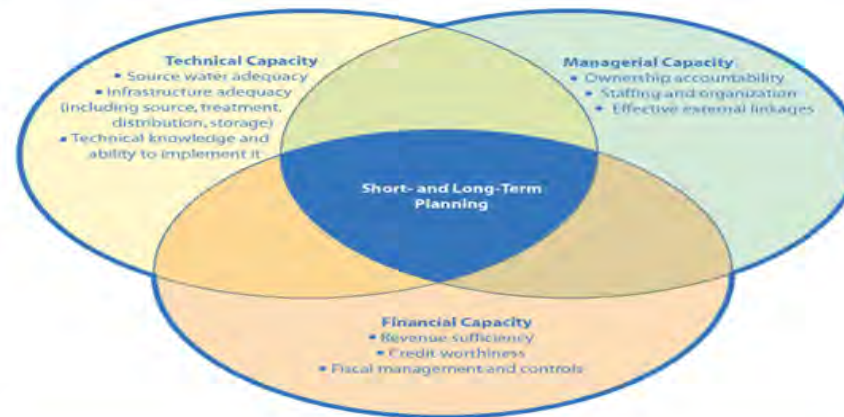 Technical Capacity
▪ Source water adequacy
▪ Infrastructure adequacy
(including source, treatment,
distribution, storage)
▪ Technical knowledge and
ability to implement it
Managerial Capacity
▪ Ownership accountability
▪ Staffing and organization
▪ Effective external linkages
Short- and Long-Term
Planning
Financial Capacity
▪ Revenue sufficiency
▪ Credit worthiness
▪ Fiscal management and controls